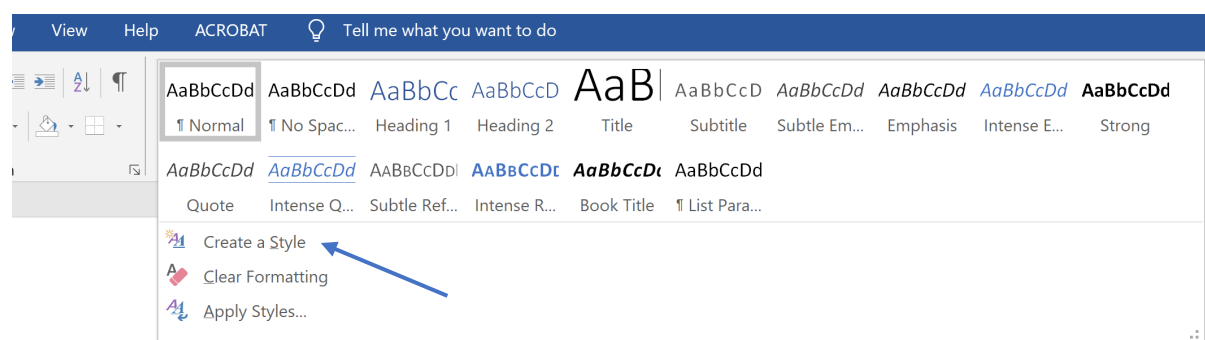 View Help ACROBAT Tell me what you want to do
AaBbCcDd AaBbCcDd AaBbCc AaBbCcD AaB AaBbCcD AaBbCcDd AaBbCcDd AaBbCcDd AaBbCcDd
¶ Normal ¶ No Spac... Heading 1 Heading 2 Title Subtitle Subtle Em... Emphasis Intense E... Strong
AaBbCcDd AaBbCcDd AaBbCcDd AaBbCcDd AaBbCcDd AaBbCcDd
Quote Intense Q... Subtle Ref... Intense R... Book Title ¶ List Para...
Create a Style
Clear Formatting
Apply Styles...